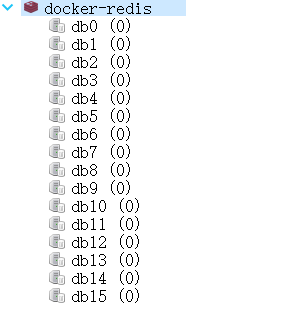 docker-redis
db0 (0)
db1 (0)
db2 (0)
db3 (0)
db4 (0)
db5 (0)
db6 (0)
db7 (0)
db8 (0)
db9 (0)
db10 (0)
db11 (0)
db12 (0)
db13 (0)
db14 (0)
db15 (0)